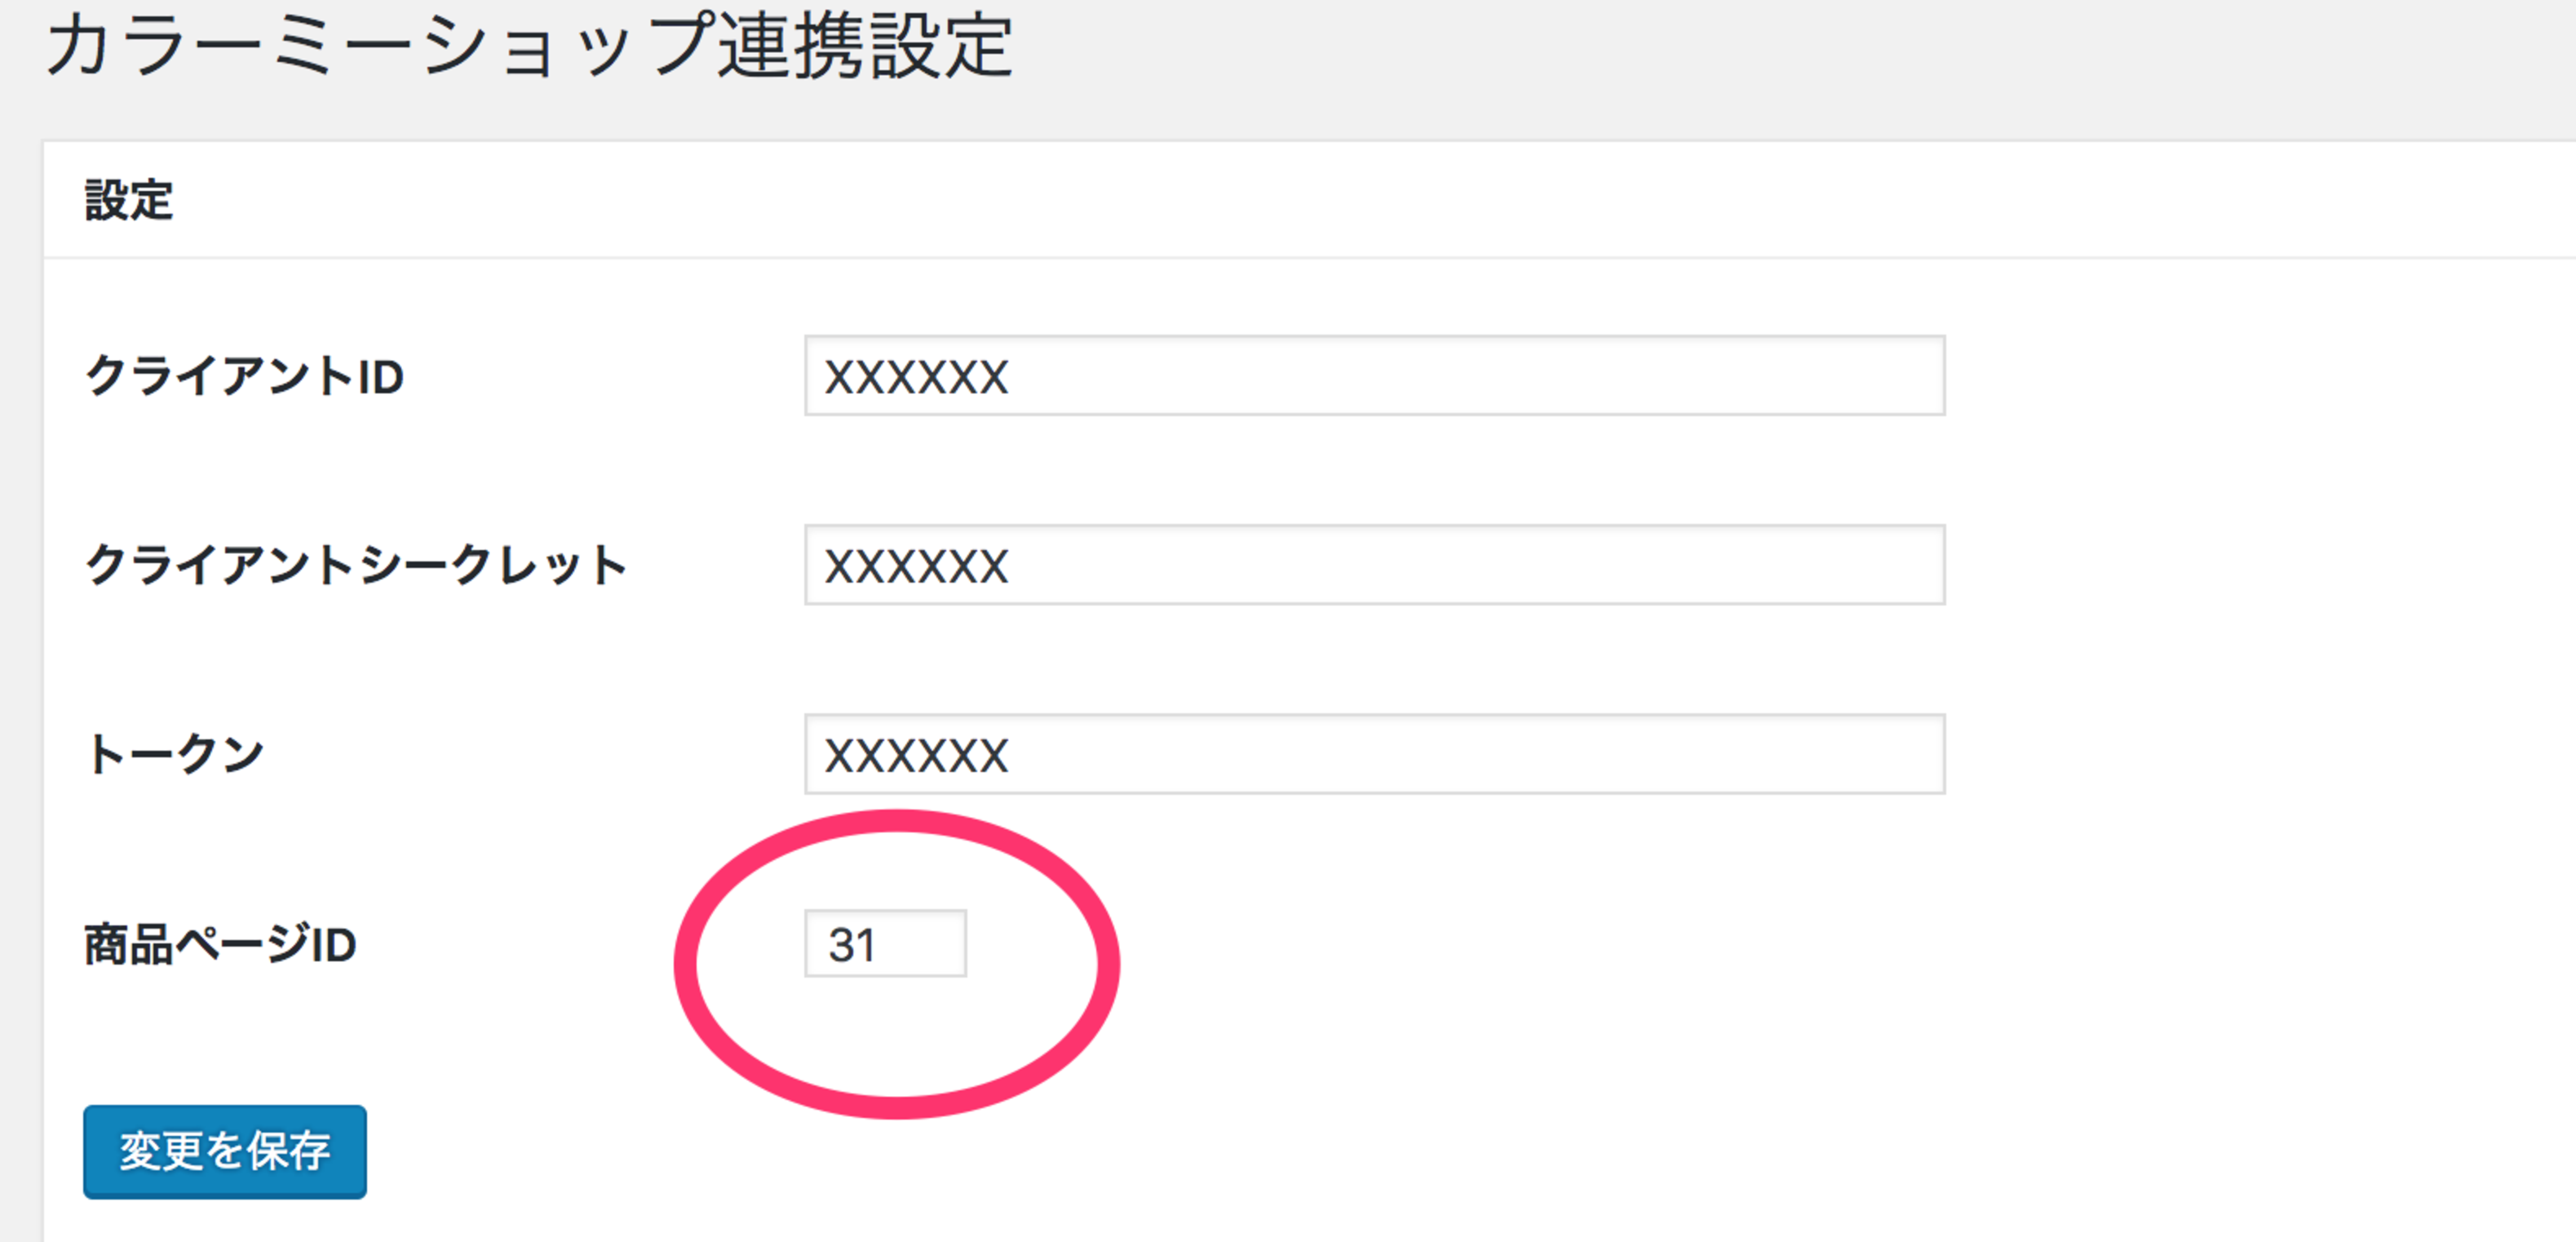 カラーミーショップ連携設定
設定
クライアントID
XXXXXX
クライアントシークレット
XXXXXX
トークン
XXXXXX
商品ページID
31
変更を保存